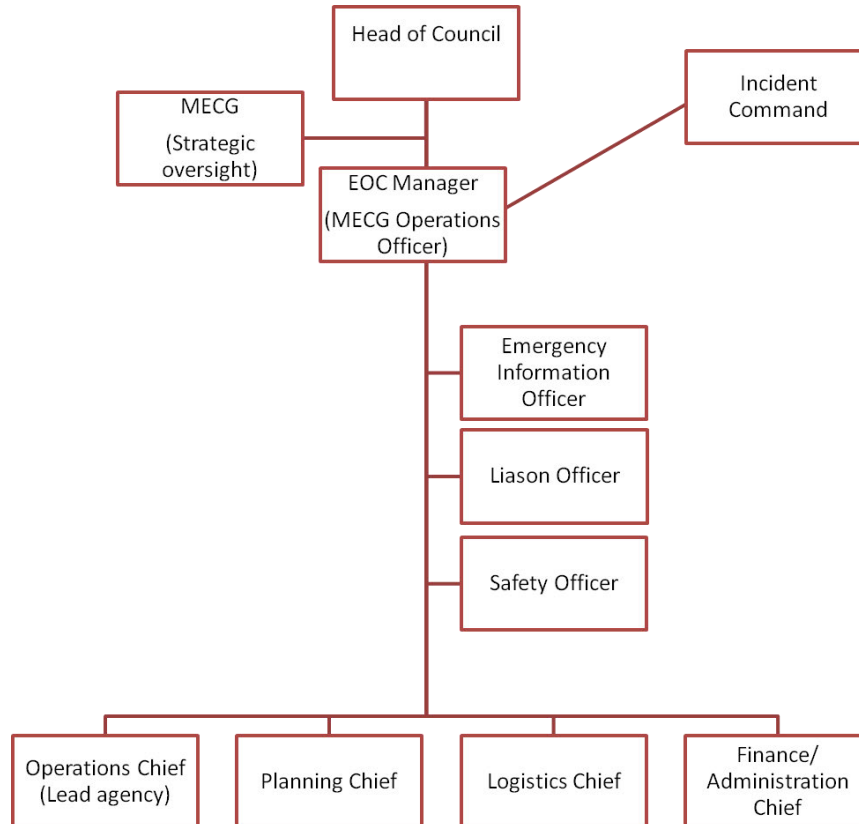 Head of Council
MECG
(Strategic
oversight)
Incident
Command
EOC Manager
(MECG Operations
Officer)
Emergency
Information
Officer
Liason Officer
Safety Officer
Operations Chief
(Lead agency)
Planning Chief
Logistics Chief
Finance/
Administration
Chief